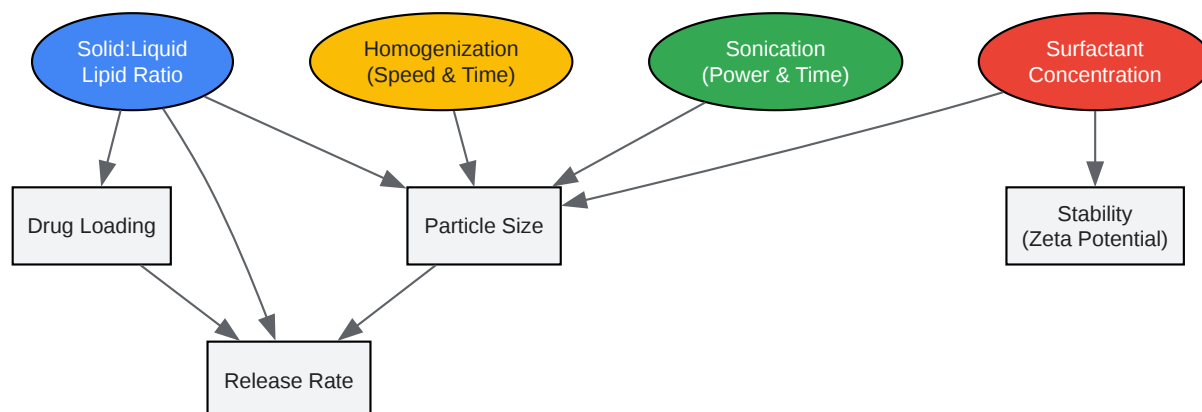 Solid:Liquid
Lipid Ratio
Homogenization
(Speed & Time)
Sonication
(Power & Time)
Surfactant
Concentration
Drug Loading
Particle Size
Stability
(Zeta Potential)
Release Rate